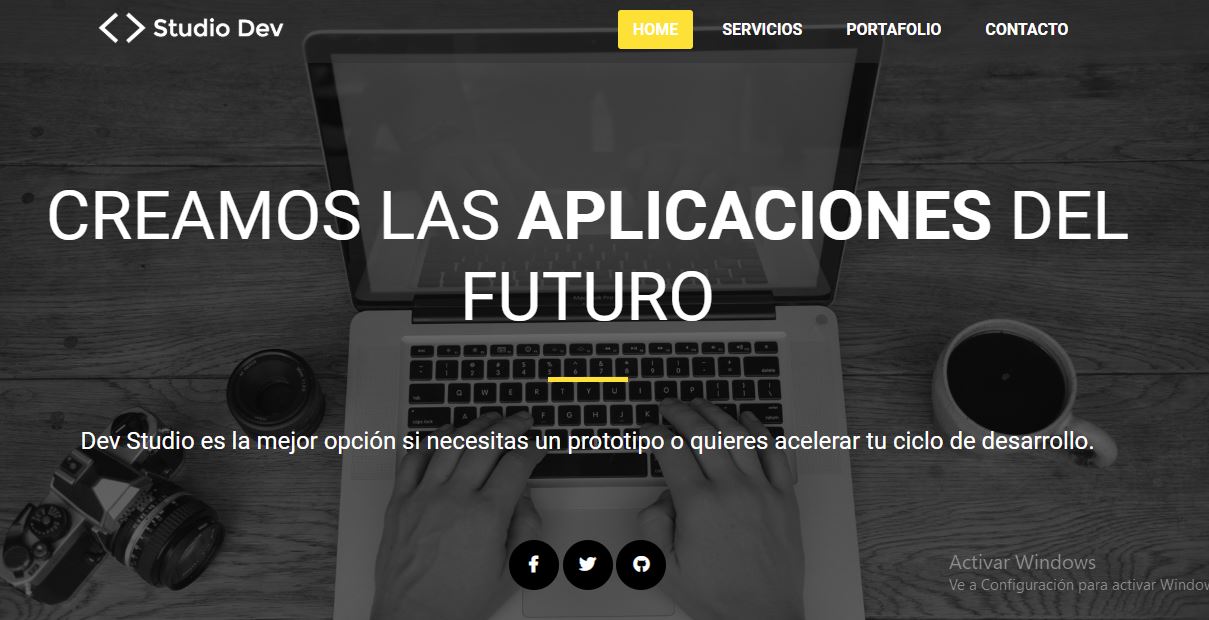 <> Studio Dev
HOME SERVICIOS PORTAFOLIO CONTACTO
CREAMOS LAS APLICACIONES DEL
FUTURO
Dev Studio es la mejor opción si necesitas un prototipo o quieres acelerar tu ciclo de desarrollo.
Activar Windows
Ve a Configuración para activar Window